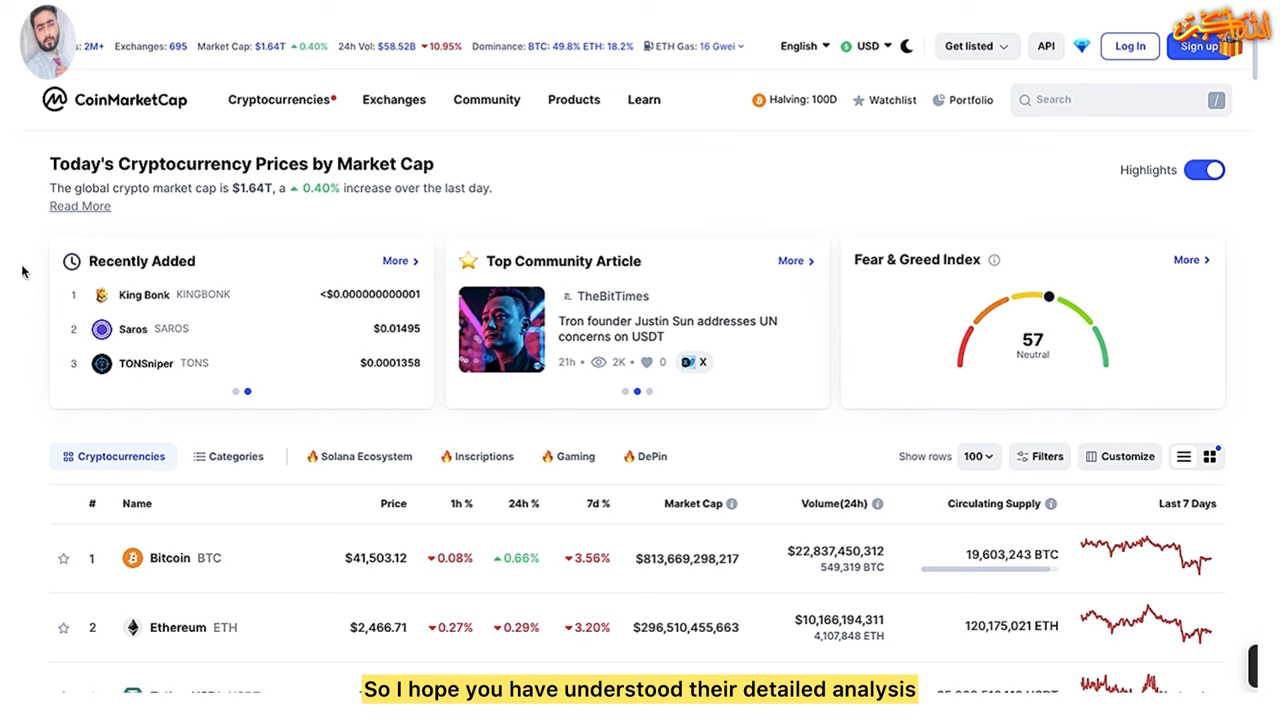 s: 2M+ Exchanges: 695 Market Cap: $1.64T 0.40% 24h Vol: $58.52B 10.95% Dominance: BTC: 49.8% ETH: 18.2% ETH Gas: 16 Gwei English USD Get listed API Log In Sign up
CoinMarketCap Cryptocurrencies Exchanges Community Products Learn Halving: 100D Watchlist Portfolio Search /
Today's Cryptocurrency Prices by Market Cap
The global crypto market cap is $1.64T, a 0.40% increase over the last day.
Read More
Highlights
Recently Added More
1 King Bonk KINGBONK <$0.000000000001
2 Saros SAROS $0.01495
3 TONSniper TONS $0.0001358
Top Community Article More
TheBitTimes
Tron founder Justin Sun addresses UN
concerns on USDT
21h • 2K • 0 X
Fear & Greed Index More
57
Neutral
Cryptocurrencies Categories Solana Ecosystem Inscriptions Gaming DePin Show rows 100 Filters Customize
# Name Price 1h % 24h % 7d % Market Cap Volume(24h) Circulating Supply Last 7 Days
1 Bitcoin BTC $41,503.12 0.08% 0.66% 3.56% $813,669,298,217 $22,837,450,312 19,603,243 BTC
549,319 BTC
2 Ethereum ETH $2,466.71 0.27% 0.29% 3.20% $296,510,455,663 $10,166,194,311 120,175,021 ETH
4,107,848 ETH
So I hope you have understood their detailed analysis